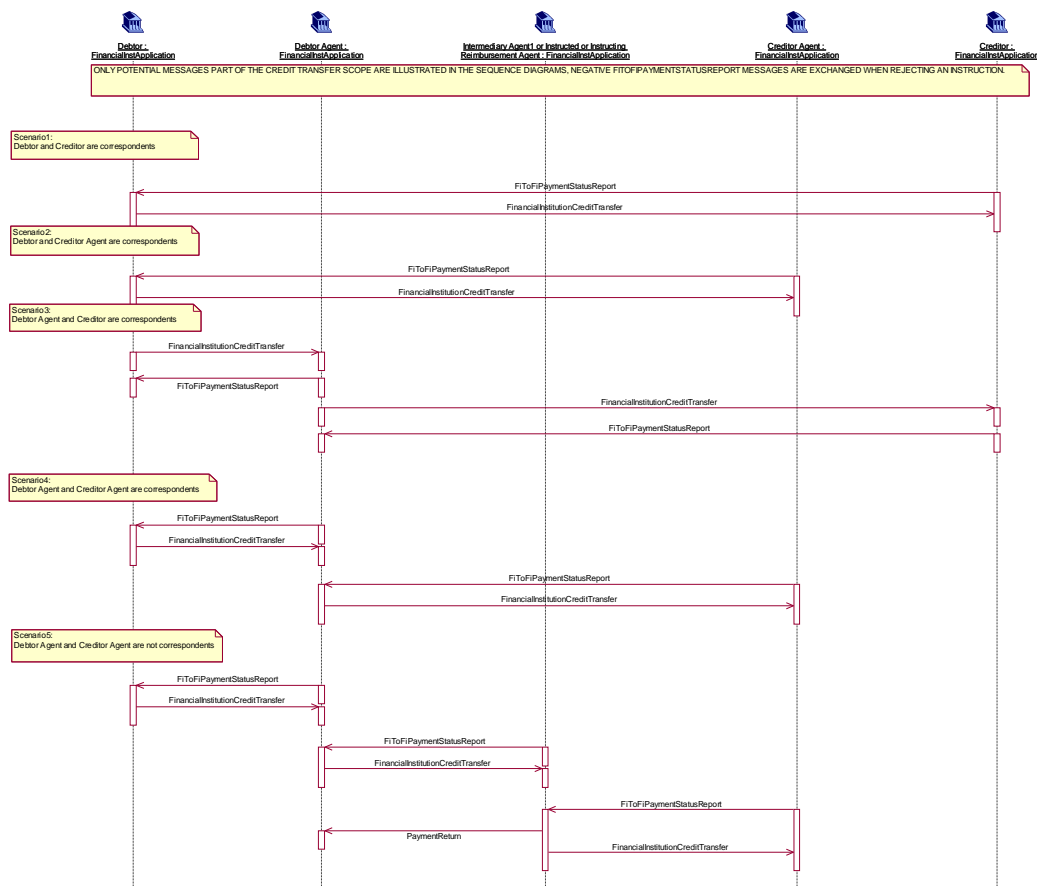 Debtor :
FinancialInstApplication
Debtor Agent :
FinancialInstApplication
Intermediary Agent1 or Instructed or Instructing
Reimbursement Agent : FinancialInstApplication
Creditor Agent :
FinancialInstApplication
Creditor :
FinancialInstApplication
ONLY POTENTIAL MESSAGES PART OF THE CREDIT TRANSFER SCOPE ARE ILLUSTRATED IN THE SEQUENCE DIAGRAMS, NEGATIVE FITOFIPAYMENTSTATUSREPORT MESSAGES ARE EXCHANGED WHEN REJECTING AN INSTRUCTION.
Scenario1:
Debtor and Creditor are correspondents
FiToFiPaymentStatusReport
FinancialInstitutionCreditTransfer
Scenario2:
Debtor and Creditor Agent are correspondents
FiToFiPaymentStatusReport
FinancialInstitutionCreditTransfer
Scenario3:
Debtor Agent and Creditor are correspondents
FinancialInstitutionCreditTransfer
FiToFiPaymentStatusReport
FinancialInstitutionCreditTransfer
FiToFiPaymentStatusReport
Scenario4:
Debtor Agent and Creditor Agent are correspondents
FiToFiPaymentStatusReport
FinancialInstitutionCreditTransfer
FiToFiPaymentStatusReport
FinancialInstitutionCreditTransfer
Scenario5:
Debtor Agent and Creditor Agent are not correspondents
FiToFiPaymentStatusReport
FinancialInstitutionCreditTransfer
FiToFiPaymentStatusReport
FinancialInstitutionCreditTransfer
FiToFiPaymentStatusReport
PaymentReturn
FinancialInstitutionCreditTransfer